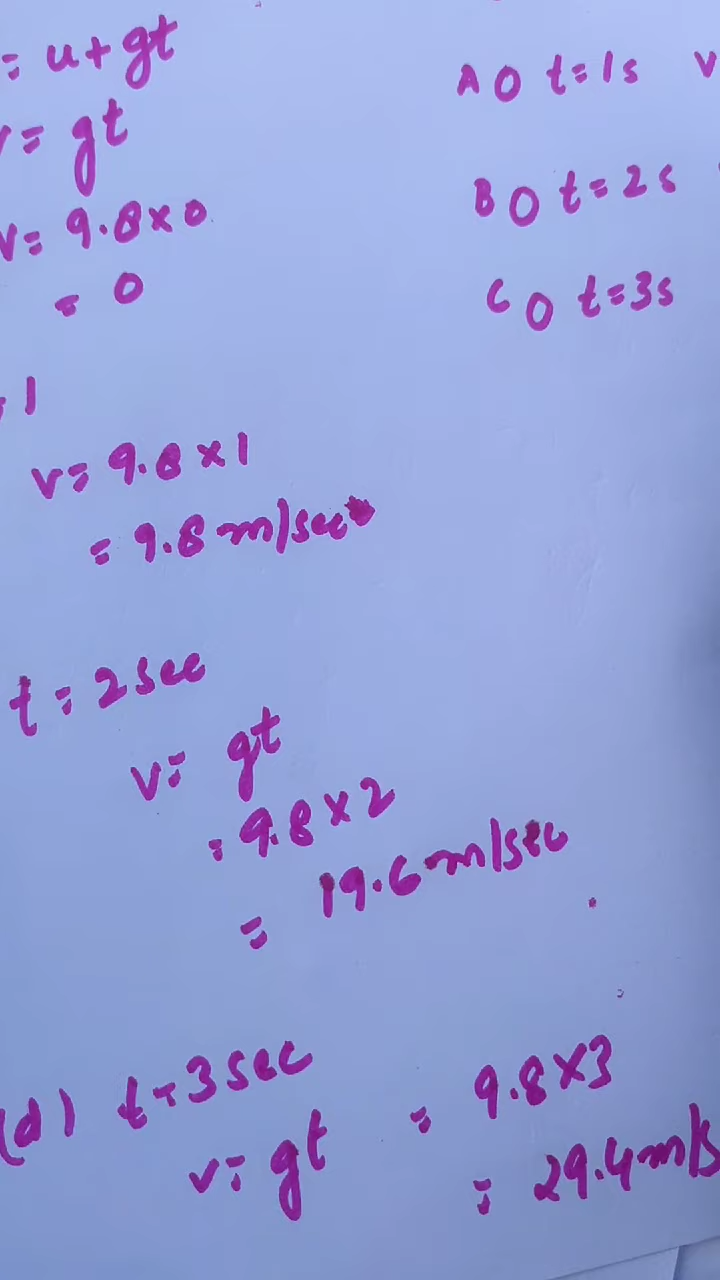 = u+gt
v= gt
v= 9.8×0
= 0
A O t=1s v
B O t=2s
C O t=3s
=1
v= 9.8×1
= 9.8 m/sec
t= 2sec
v= gt
= 9.8×2
= 19.6 m/sec
(d) t=3sec
v= gt = 9.8×3
= 29.4 m/s